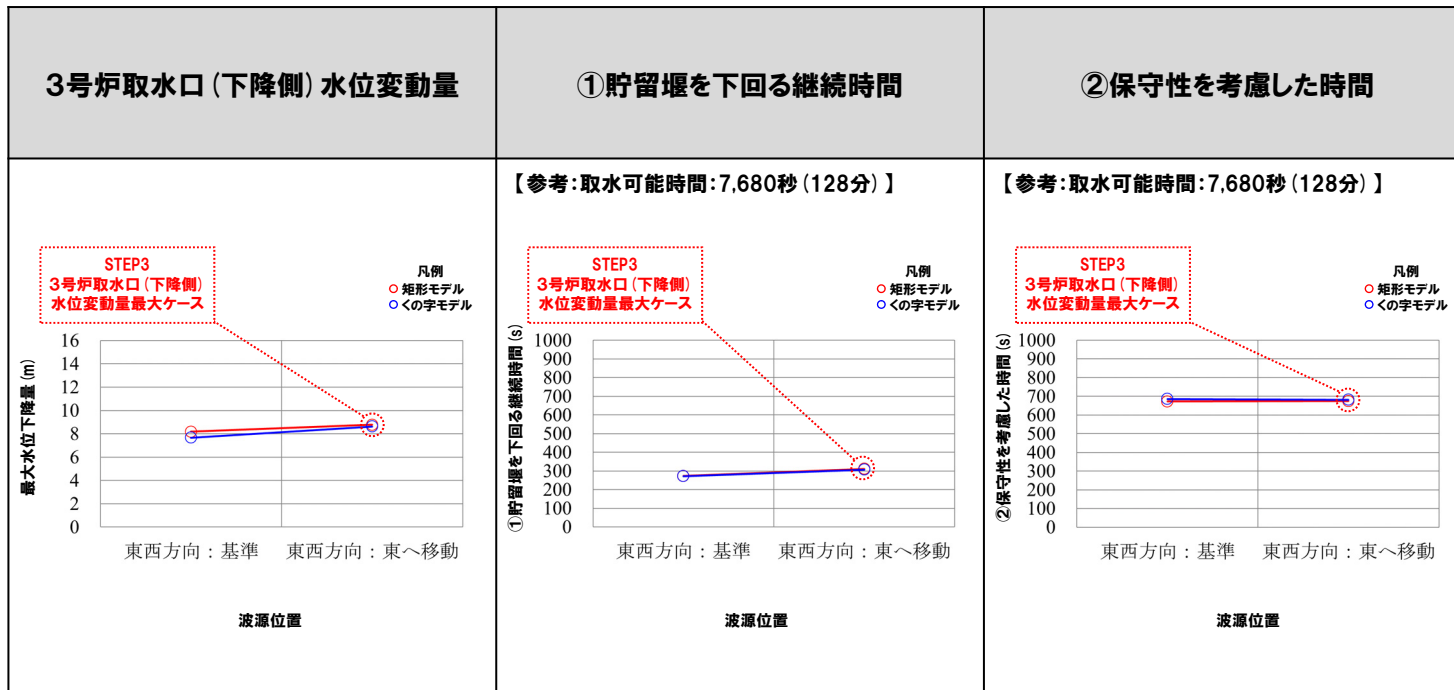 3号炉取水口(下降側)水位変動量
①貯留堰を下回る継続時間
②保守性を考慮した時間
STEP3
3号炉取水口(下降側)
水位変動量最大ケース
凡例
矩形モデル
くの字モデル
最大水位下降量(m)
16
14
12
10
8
6
4
2
0
東西方向:基準
東西方向:東へ移動
波源位置
【参考:取水可能時間:7,680秒(128分)】
STEP3
3号炉取水口(下降側)
水位変動量最大ケース
凡例
矩形モデル
くの字モデル
①貯留堰を下回る継続時間(s)
1000
900
800
700
600
500
400
300
200
100
0
東西方向:基準
東西方向:東へ移動
波源位置
【参考:取水可能時間:7,680秒(128分)】
STEP3
3号炉取水口(下降側)
水位変動量最大ケース
凡例
矩形モデル
くの字モデル
②保守性を考慮した時間(s)
1000
900
800
700
600
500
400
300
200
100
0
東西方向:基準
東西方向:東へ移動
波源位置